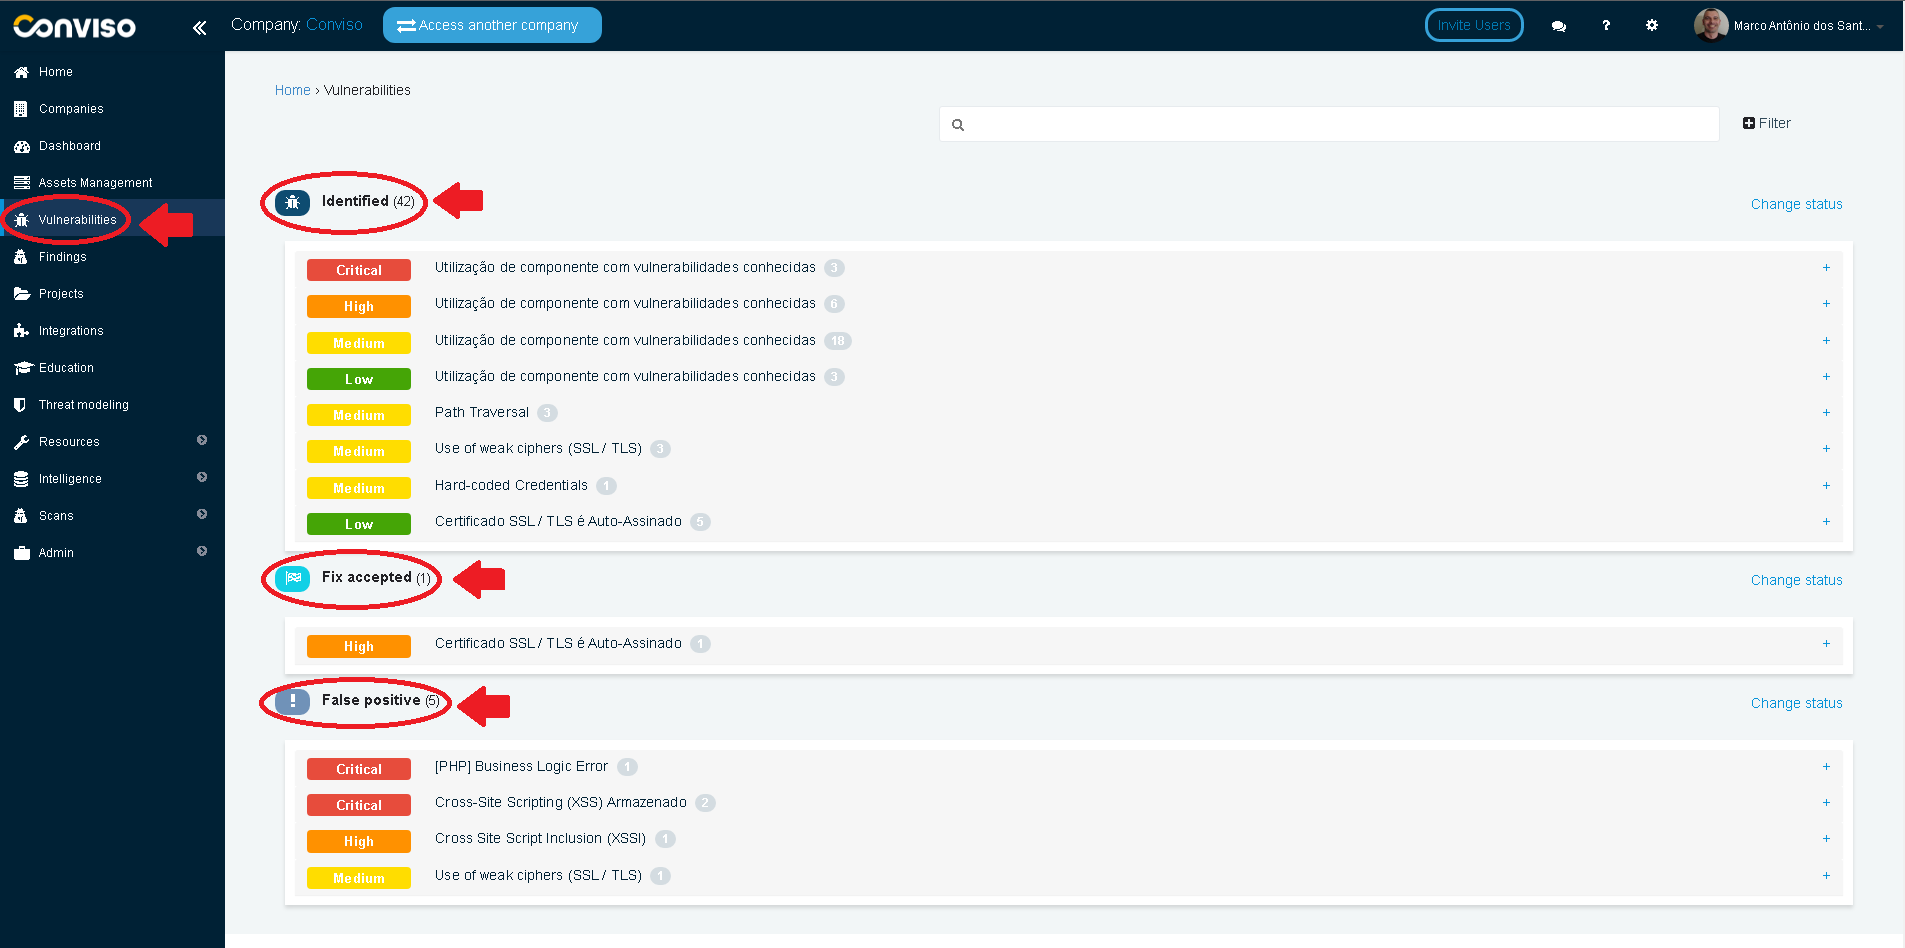 Conviso
Company: Conviso
Access another company
Invite Users
?
Marco Antônio dos Sant...
Home
Companies
Dashboard
Assets Management
Vulnerabilities
Findings
Projects
Integrations
Education
Threat modeling
Resources
Intelligence
Scans
Admin
Home › Vulnerabilities
Filter
Identified (42)
Change status
Critical Utilização de componente com vulnerabilidades conhecidas 3 +
High Utilização de componente com vulnerabilidades conhecidas 6 +
Medium Utilização de componente com vulnerabilidades conhecidas 18 +
Low Utilização de componente com vulnerabilidades conhecidas 3 +
Medium Path Traversal 3 +
Medium Use of weak ciphers (SSL / TLS) 3 +
Medium Hard-coded Credentials 1 +
Low Certificado SSL / TLS é Auto-Assinado 5 +
Fix accepted (1)
Change status
High Certificado SSL / TLS é Auto-Assinado 1 +
! False positive (5)
Change status
Critical [PHP] Business Logic Error 1 +
Critical Cross-Site Scripting (XSS) Armazenado 2 +
High Cross Site Script Inclusion (XSSI) 1 +
Medium Use of weak ciphers (SSL / TLS) 1 +